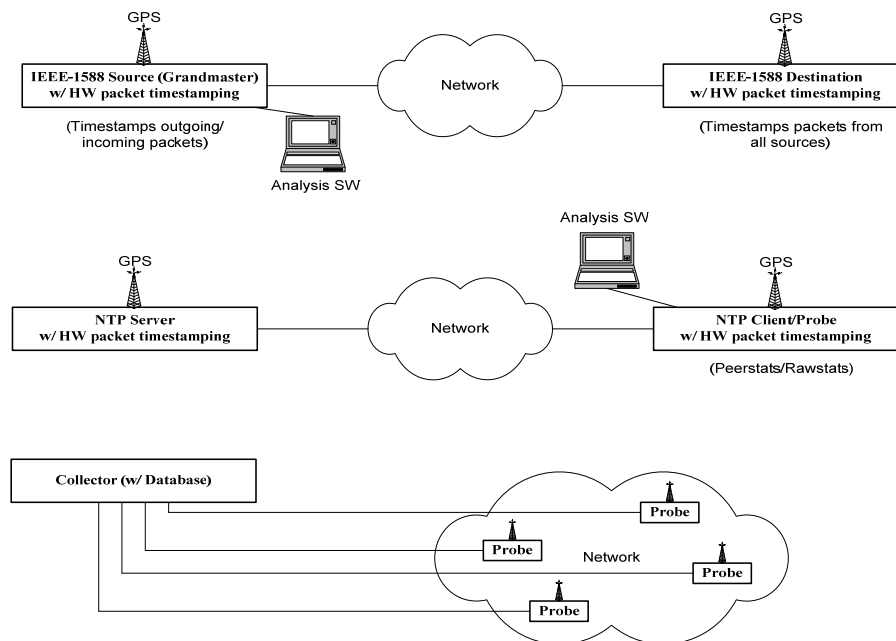 GPS
GPS
IEEE-1588 Source (Grandmaster)
w/ HW packet timestamping
Network
IEEE-1588 Destination
w/ HW packet timestamping
(Timestamps outgoing/
incoming packets)
(Timestamps packets from
all sources)
Analysis SW
Analysis SW
GPS
GPS
NTP Server
w/ HW packet timestamping
Network
NTP Client/Probe
w/ HW packet timestamping
(Peerstats/Rawstats)
Collector (w/ Database)
Probe
Probe
Network
Probe
Probe